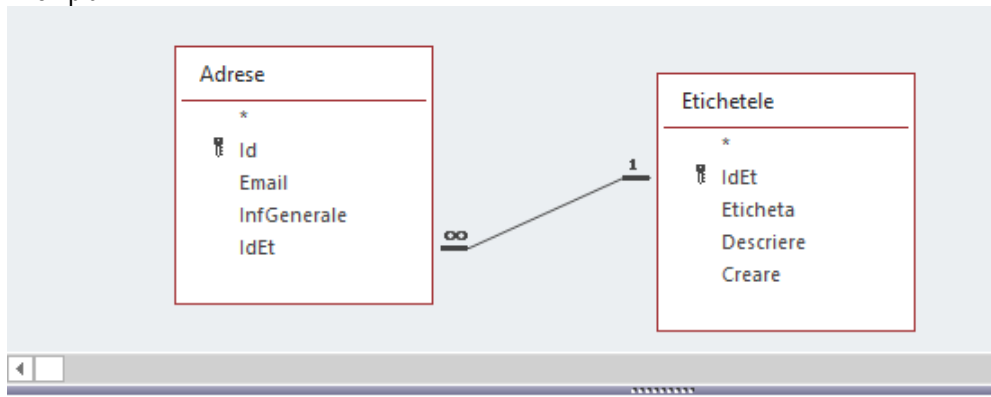 Adrese
*
Id
Email
InfGenerale
IdEt
∞
1
Etichetele
*
IdEt
Eticheta
Descriere
Creare